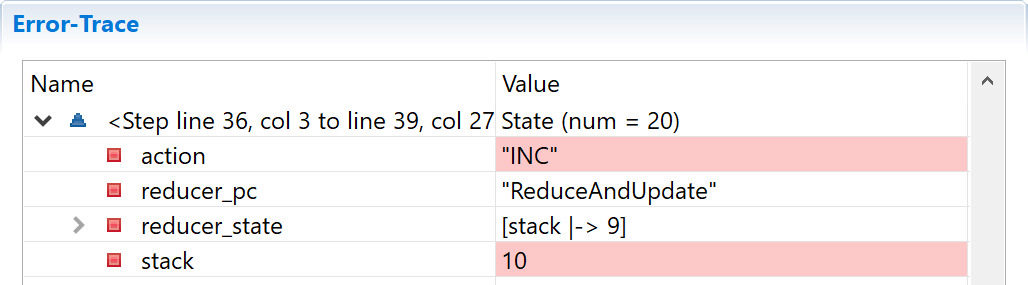 Error-Trace
Name Value
<Step line 36, col 3 to line 39, col 27 State (num = 20)
action "INC"
reducer_pc "ReduceAndUpdate"
reducer_state [stack |-> 9]
stack 10